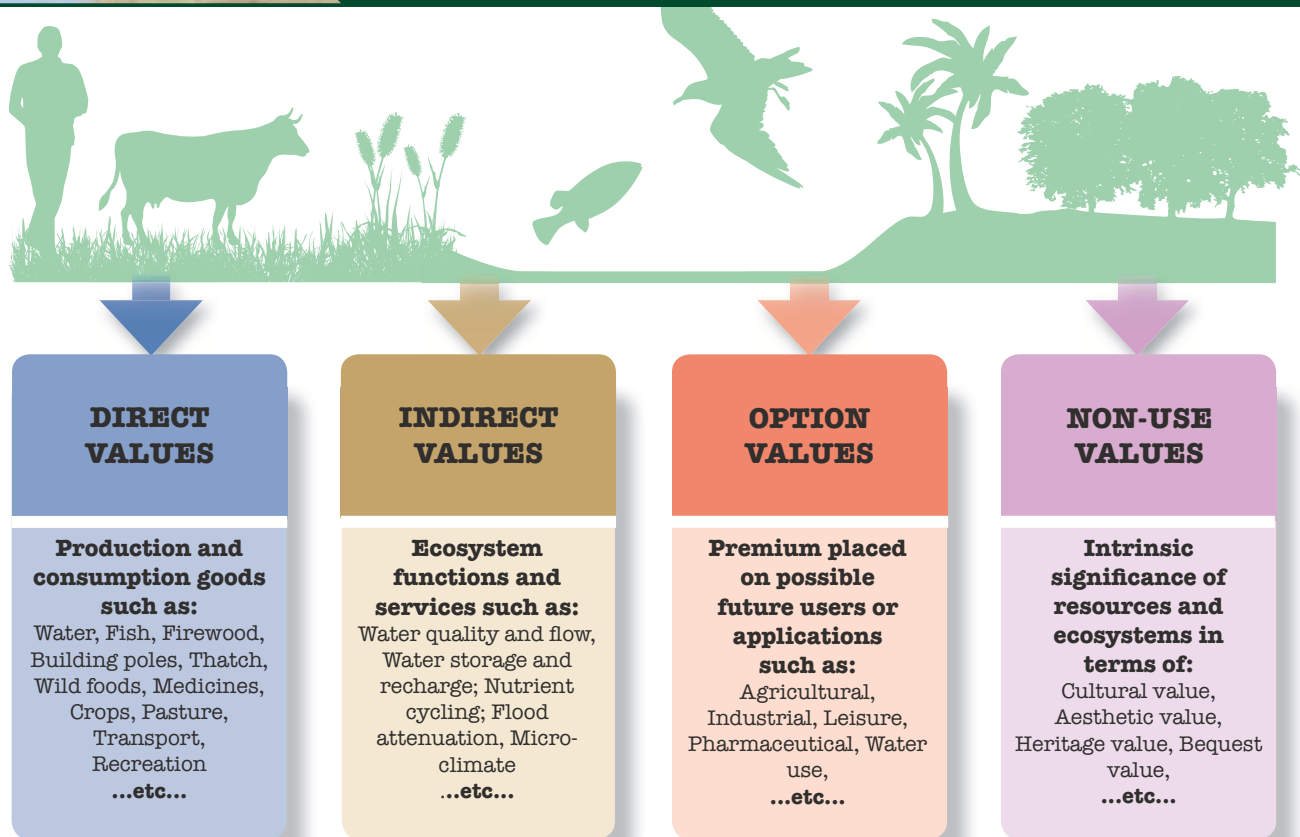 DIRECT
VALUES
Production and
consumption goods
such as:
Water, Fish, Firewood,
Building poles, Thatch,
Wild foods, Medicines,
Crops, Pasture,
Transport,
Recreation
...etc...
INDIRECT
VALUES
Ecosystem
functions and
services such as:
Water quality and flow,
Water storage and
recharge; Nutrient
cycling; Flood
attenuation, Micro-
climate
...etc...
OPTION
VALUES
Premium placed
on possible
future users or
applications
such as:
Agricultural,
Industrial, Leisure,
Pharmaceutical, Water
use,
...etc...
NON-USE
VALUES
Intrinsic
significance of
resources and
ecosystems in
terms of:
Cultural value,
Aesthetic value,
Heritage value, Bequest
value,
...etc...